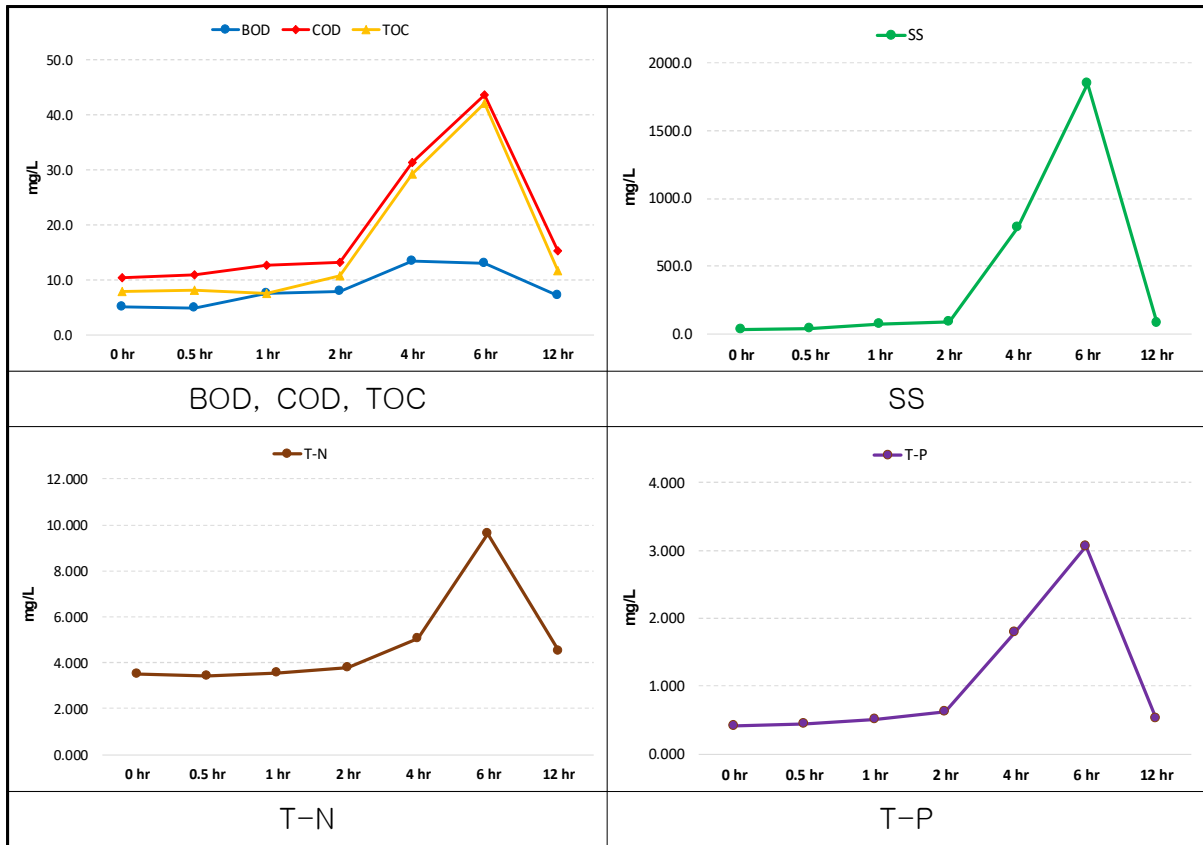 BOD COD TOC
50.0
40.0
30.0
20.0
10.0
0.0
mg/L
0 hr 0.5 hr 1 hr 2 hr 4 hr 6 hr 12 hr
BOD, COD, TOC
SS
2000.0
1500.0
1000.0
500.0
0.0
mg/L
0 hr 0.5 hr 1 hr 2 hr 4 hr 6 hr 12 hr
SS
T-N
12.000
10.000
8.000
6.000
4.000
2.000
0.000
mg/L
0 hr 0.5 hr 1 hr 2 hr 4 hr 6 hr 12 hr
T-N
T-P
4.000
3.000
2.000
1.000
0.000
mg/L
0 hr 0.5 hr 1 hr 2 hr 4 hr 6 hr 12 hr
T-P